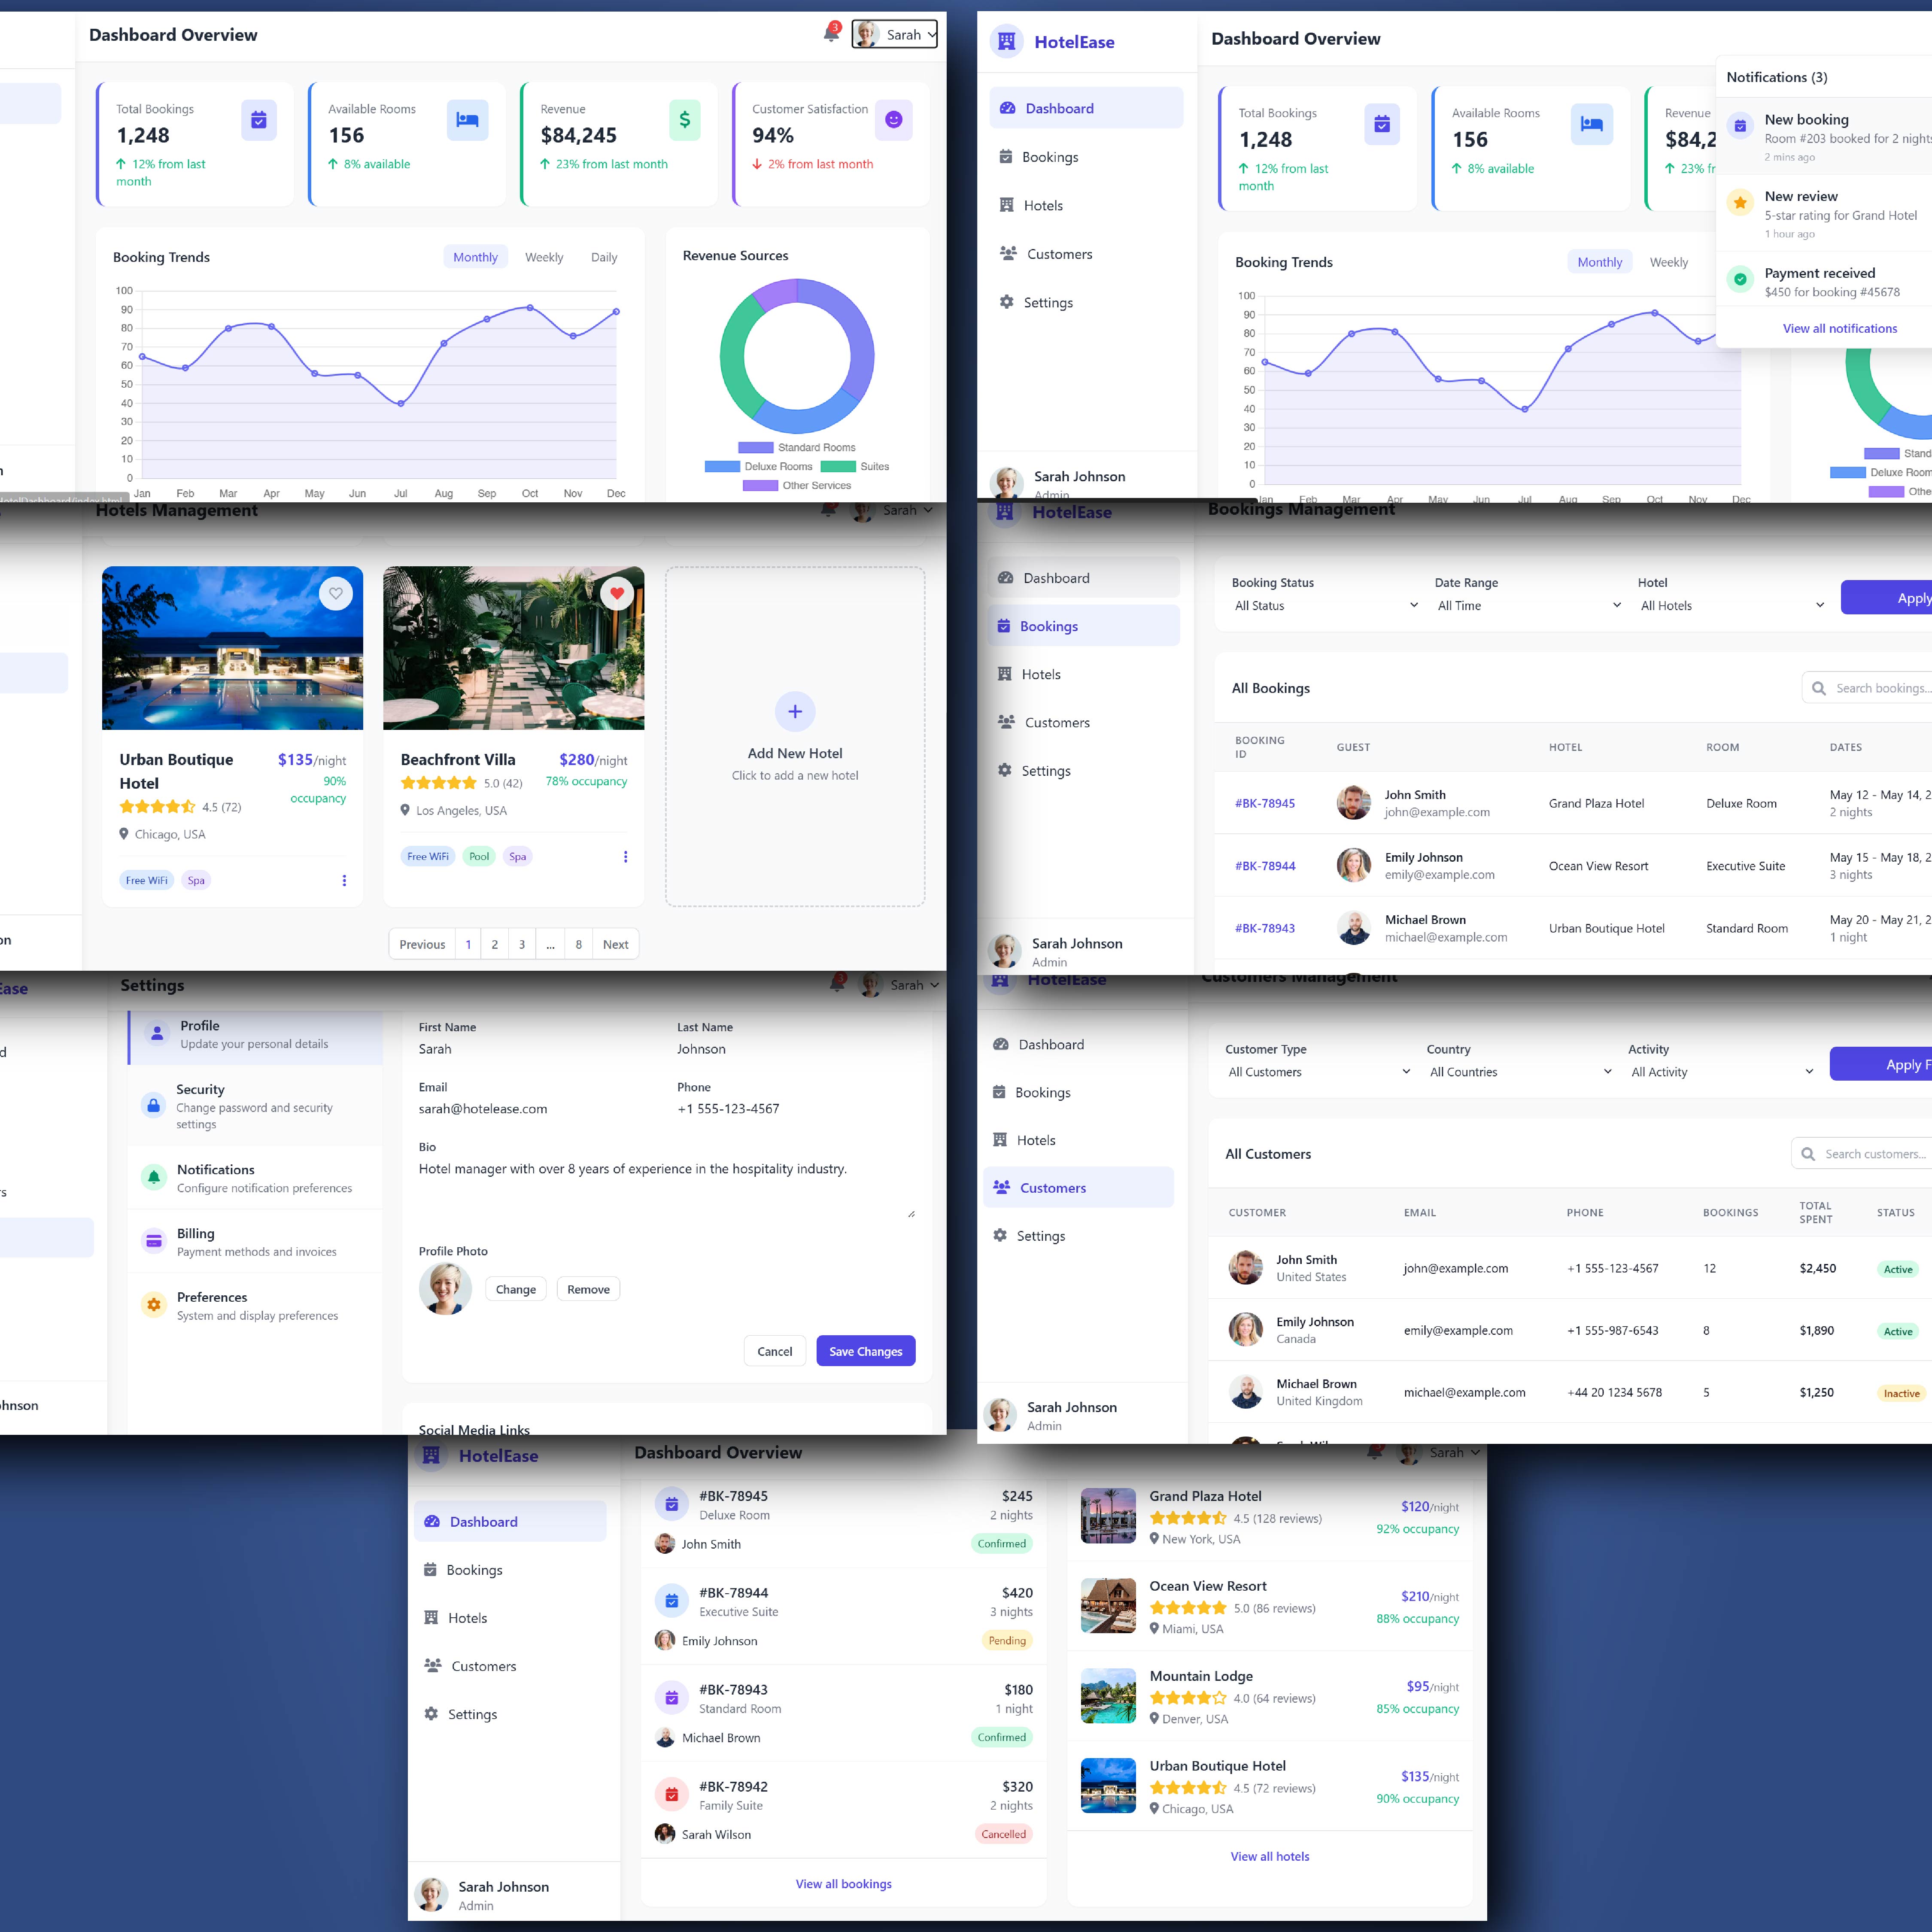 Dashboard Overview
3
Sarah
Total Bookings
1,248
12% from last
month
Available Rooms
156
8% available
Revenue
$84,245
23% from last month
Customer Satisfaction
94%
2% from last month
Booking Trends
Monthly Weekly Daily
100
90
80
70
60
50
40
30
20
10
0
Jan Feb Mar Apr May Jun Jul Aug Sep Oct Nov Dec
Revenue Sources
Standard Rooms
Deluxe Rooms Suites
Other Services
HotelEase
Dashboard
Bookings
Hotels
Customers
Settings
Sarah Johnson
Admin
Dashboard Overview
Total Bookings
1,248
12% from last
month
Available Rooms
156
8% available
Revenue
$84,2
23% fr
Booking Trends
Monthly Weekly
100
90
80
70
60
50
40
30
20
10
0
Jan Feb Mar Apr May Jun Jul Aug Sep Oct Nov Dec
Notifications (3)
New booking
Room #203 booked for 2 nights
2 mins ago
New review
5-star rating for Grand Hotel
1 hour ago
Payment received
$450 for booking #45678
View all notifications
Stand
Deluxe Room
Othe
Hotels Management
Sarah
Urban Boutique
Hotel
$135/night
90%
occupancy
4.5 (72)
Chicago, USA
Free WiFi Spa
Beachfront Villa
$280/night
5.0 (42)
78% occupancy
Los Angeles, USA
Free WiFi Pool Spa
Add New Hotel
Click to add a new hotel
Previous 1 2 3 ... 8 Next
on
HotelEase
Dashboard
Bookings
Hotels
Customers
Settings
Sarah Johnson
Admin
Bookings Management
Booking Status
All Status
Date Range
All Time
Hotel
All Hotels
Apply
All Bookings
Search bookings...
BOOKING
ID
GUEST HOTEL ROOM DATES
#BK-78945
John Smith
john@example.com
Grand Plaza Hotel
Deluxe Room
May 12 - May 14, 2
2 nights
#BK-78944
Emily Johnson
emily@example.com
Ocean View Resort
Executive Suite
May 15 - May 18, 2
3 nights
#BK-78943
Michael Brown
michael@example.com
Urban Boutique Hotel
Standard Room
May 20 - May 21, 2
1 night
Ease
d
rs
ohnson
Settings
Sarah
Profile
Update your personal details
Security
Change password and security
settings
Notifications
Configure notification preferences
Billing
Payment methods and invoices
Preferences
System and display preferences
First Name
Sarah
Last Name
Johnson
Email
sarah@hotelease.com
Phone
+1 555-123-4567
Bio
Hotel manager with over 8 years of experience in the hospitality industry.
Profile Photo
Change Remove
Cancel Save Changes
Social Media Links
HotelEase
Dashboard
Bookings
Hotels
Customers
Settings
Sarah Johnson
Admin
Customers Management
Customer Type
All Customers
Country
All Countries
Activity
All Activity
Apply F
All Customers
Search customers...
CUSTOMER EMAIL PHONE BOOKINGS
TOTAL
SPENT
STATUS
John Smith
United States
john@example.com
+1 555-123-4567
12
$2,450
Active
Emily Johnson
Canada
emily@example.com
+1 555-987-6543
8
$1,890
Active
Michael Brown
United Kingdom
michael@example.com
+44 20 1234 5678
5
$1,250
Inactive
HotelEase
Dashboard
Bookings
Hotels
Customers
Settings
Sarah Johnson
Admin
Dashboard Overview
Sarah
#BK-78945
Deluxe Room
$245
2 nights
John Smith
Confirmed
#BK-78944
Executive Suite
$420
3 nights
Emily Johnson
Pending
#BK-78943
Standard Room
$180
1 night
Michael Brown
Confirmed
#BK-78942
Family Suite
$320
2 nights
Sarah Wilson
Cancelled
View all bookings
Grand Plaza Hotel
4.5 (128 reviews)
New York, USA
$120/night
92% occupancy
Ocean View Resort
5.0 (86 reviews)
Miami, USA
$210/night
88% occupancy
Mountain Lodge
4.0 (64 reviews)
Denver, USA
$95/night
85% occupancy
Urban Boutique Hotel
4.5 (72 reviews)
Chicago, USA
$135/night
90% occupancy
View all hotels